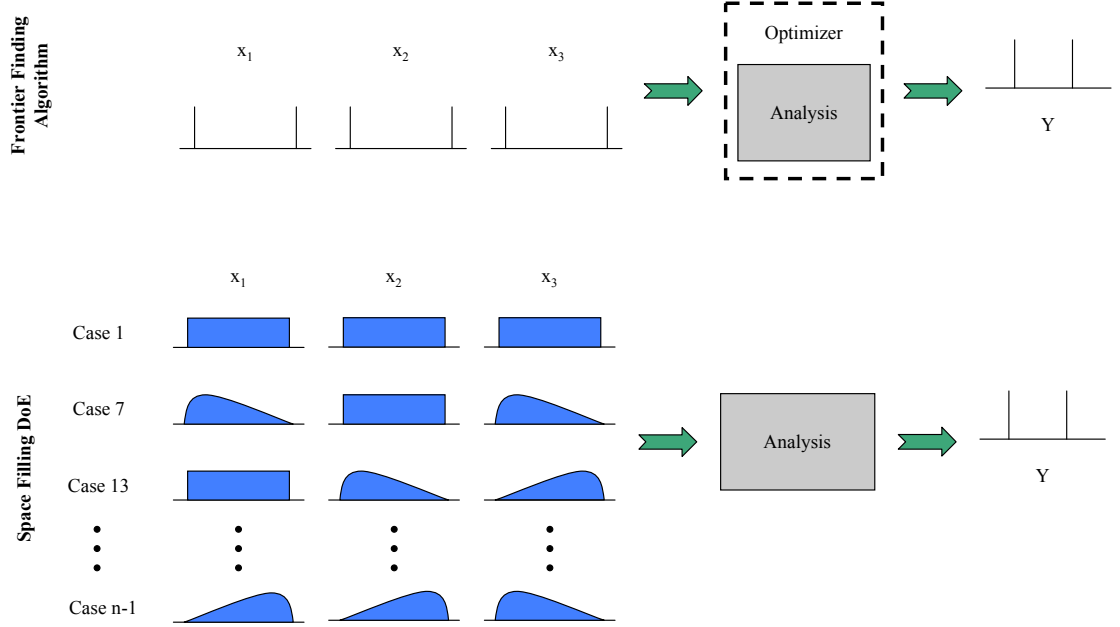 Frontier Finding
Algorithm
x₁ x₂ x₃
Optimizer
Analysis
Y
Space Filling DoE
x₁ x₂ x₃
Case 1
Case 7
Case 13
Case n-1
Analysis
Y